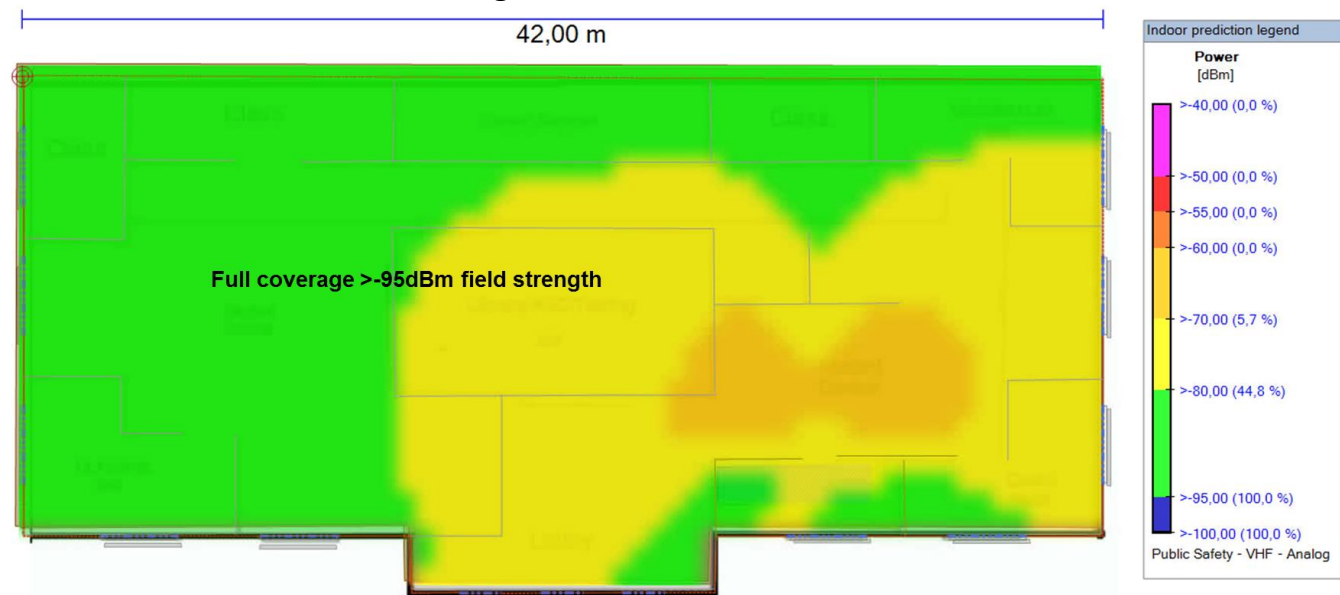 42,00 m
Indoor prediction legend
Power
[dBm]
>-40,00 (0,0 %)
>-50,00 (0,0 %)
>-55,00 (0,0 %)
>-60,00 (0,0 %)
>-70,00 (5,7 %)
>-80,00 (44,8 %)
>-95,00 (100,0 %)
>-100,00 (100,0 %)
Public Safety - VHF - Analog
Class
Class
Class
Full coverage >-95dBm field strength
Lobby